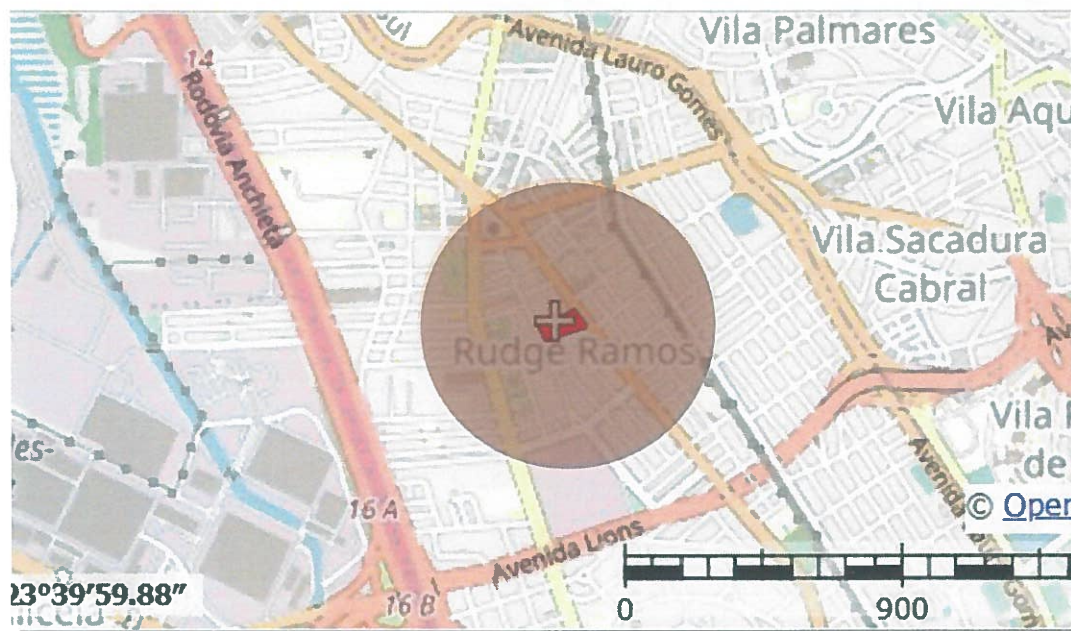 Vila Palmares
Avenida Lauro Gomes
14
Rodovia Anchieta
Vila Aqu
Vila Sacadura
Cabral
Rudge Ramos
Vila
de
les-
16 A
Avenida Lions
© Oper
23°39′59.88″
16 B
0
900